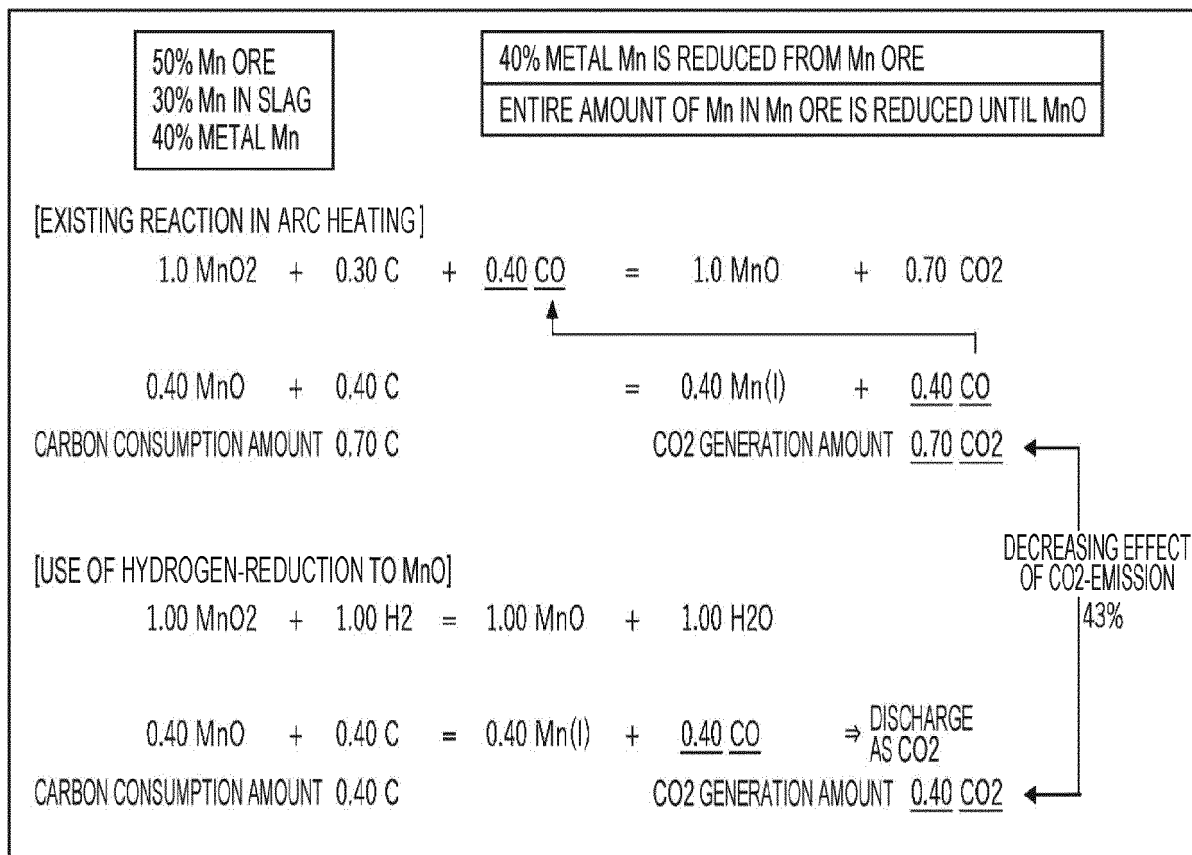 50% Mn ORE
30% Mn IN SLAG
40% METAL Mn
40% METAL Mn IS REDUCED FROM Mn ORE
ENTIRE AMOUNT OF Mn IN Mn ORE IS REDUCED UNTIL MnO
[EXISTING REACTION IN ARC HEATING]
1.0 MnO2 + 0.30 C + 0.40 CO = 1.0 MnO + 0.70 CO2
0.40 MnO + 0.40 C = 0.40 Mn(l) + 0.40 CO
CARBON CONSUMPTION AMOUNT 0.70 C CO2 GENERATION AMOUNT 0.70 CO2
DECREASING EFFECT
OF CO2-EMISSION
43%
[USE OF HYDROGEN-REDUCTION TO MnO]
1.00 MnO2 + 1.00 H2 = 1.00 MnO + 1.00 H2O
0.40 MnO + 0.40 C = 0.40 Mn(l) + 0.40 CO ⇒ DISCHARGE
AS CO2
CARBON CONSUMPTION AMOUNT 0.40 C CO2 GENERATION AMOUNT 0.40 CO2